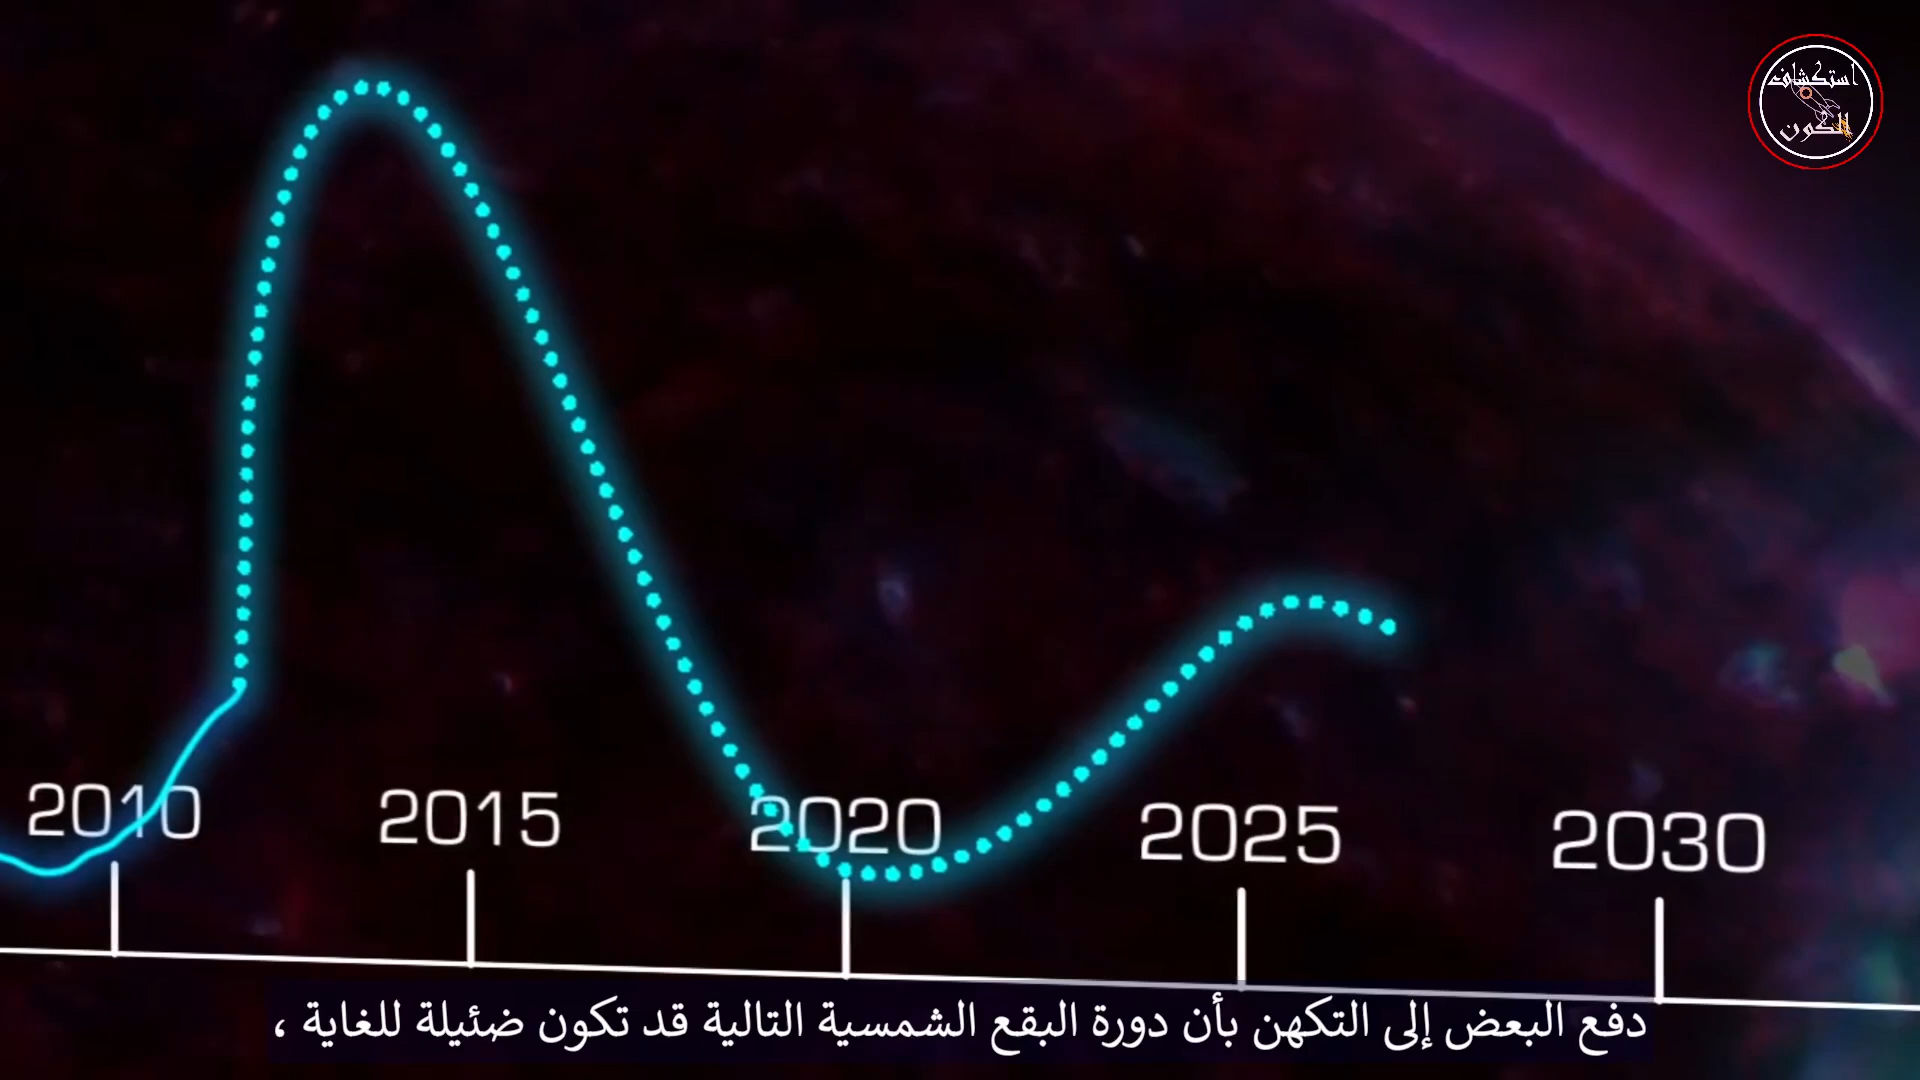 استكشاف
الكون
2010 2015 2020 2025 2030
دفع البعض إلى التكهن بأن دورة البقع الشمسية التالية قد تكون ضئيلة للغاية ،